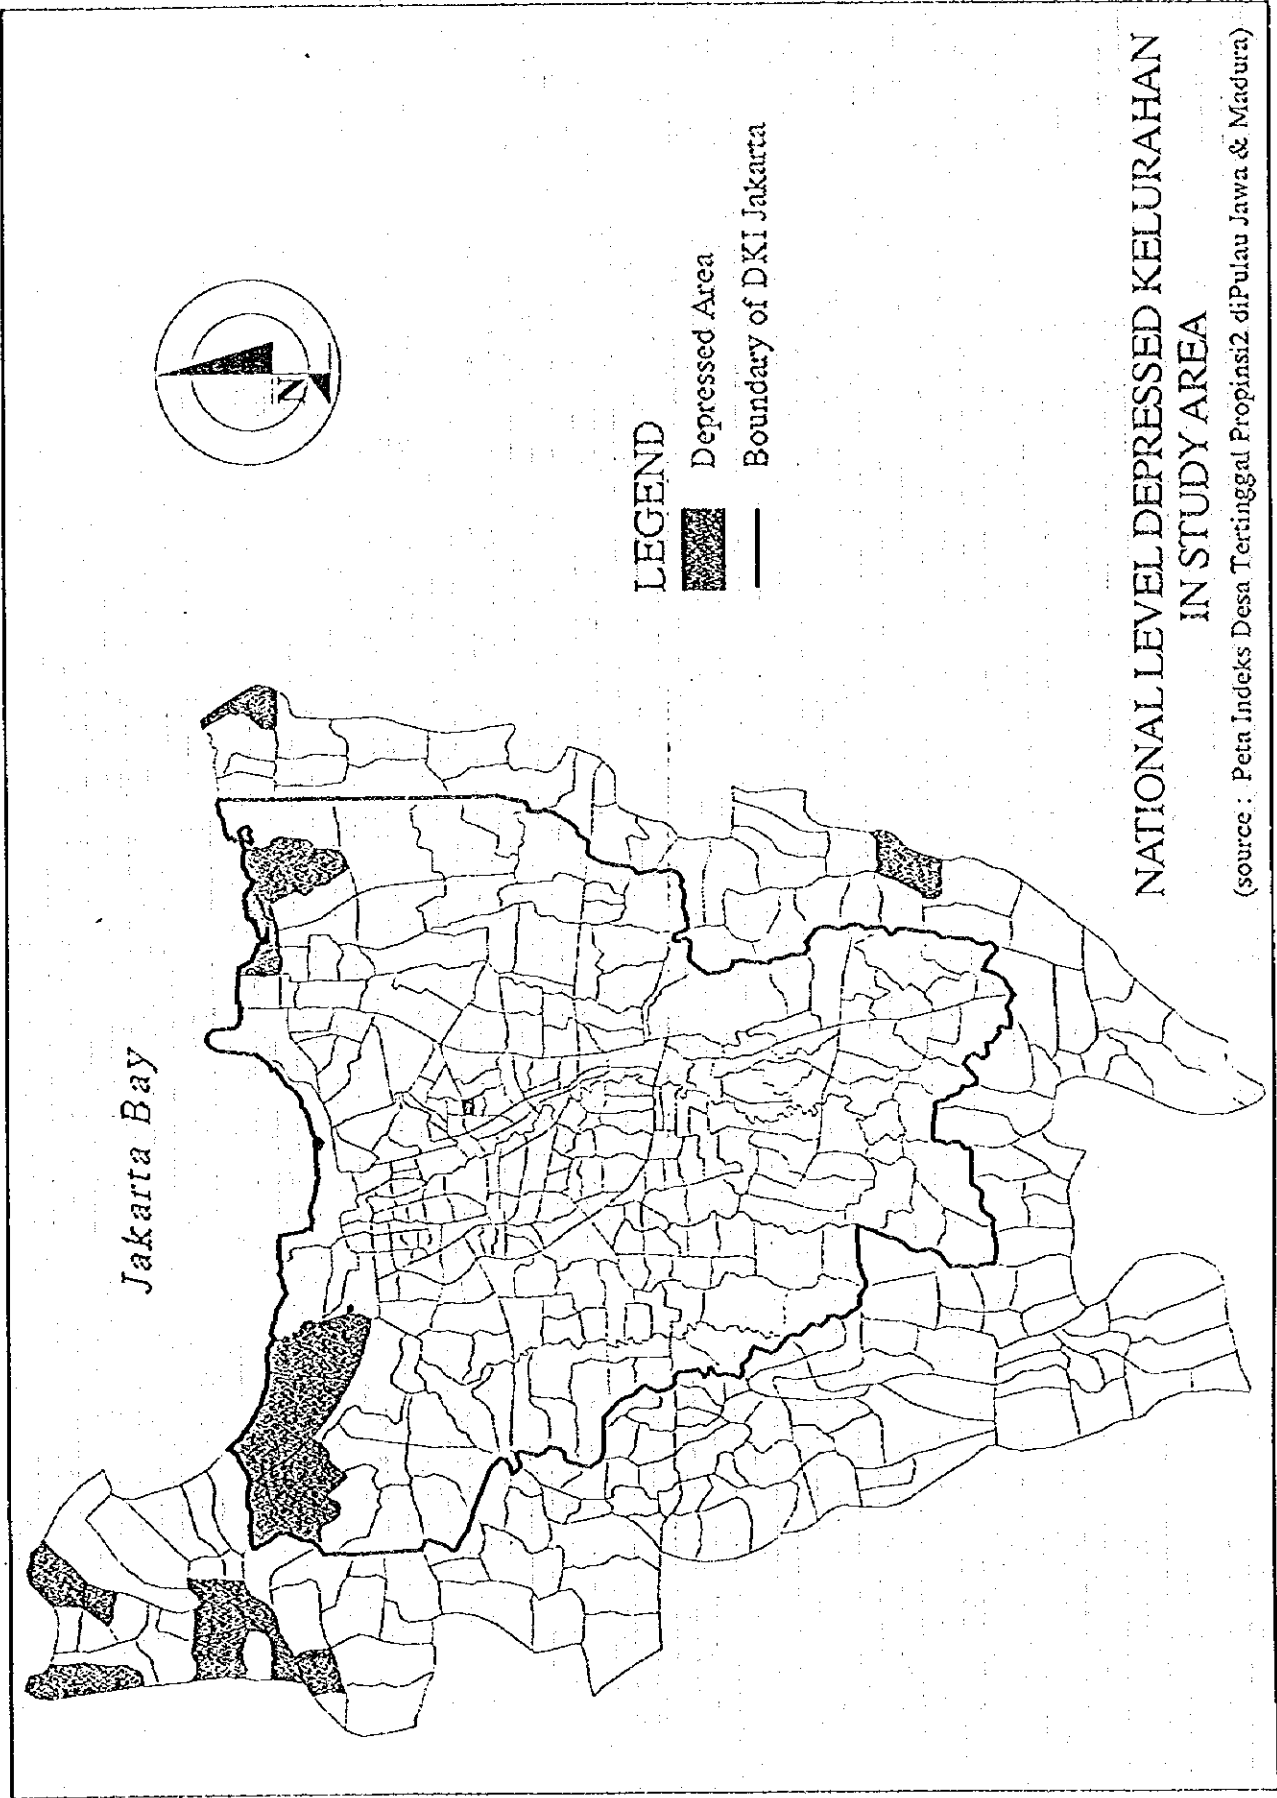 Jakarta Bay
N
LEGEND
Depressed Area
Boundary of DKI Jakarta
NATIONAL LEVEL DEPRESSED KELURAHAN
IN STUDY AREA
(source : Peta Indeks Desa Tertinggal Propinsi2 diPulau Jawa & Madura)